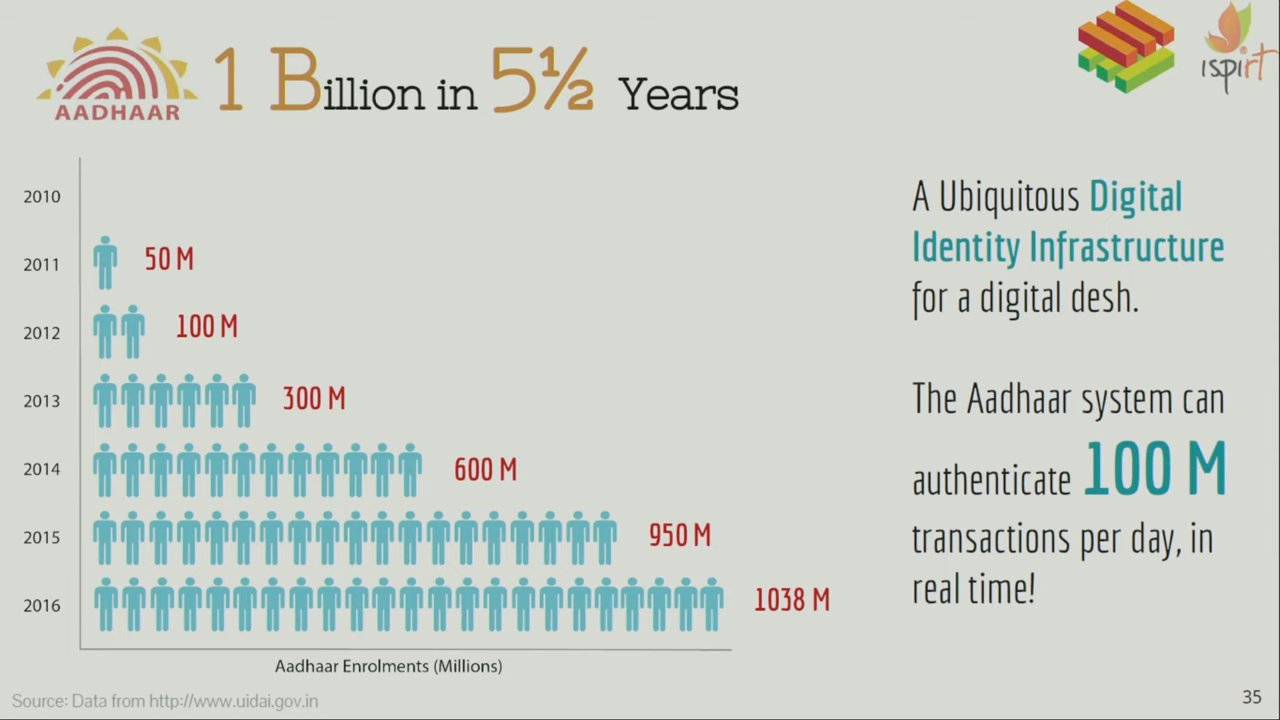 AADHAAR
1 Billion in 5½ Years
ispirt
2010
2011 50 M
2012 100 M
2013 300 M
2014 600 M
2015 950 M
2016 1038 M
Aadhaar Enrolments (Millions)
A Ubiquitous Digital
Identity Infrastructure
for a digital desh.
The Aadhaar system can
authenticate 100 M
transactions per day, in
real time!
Source: Data from http://www.uidai.gov.in
35